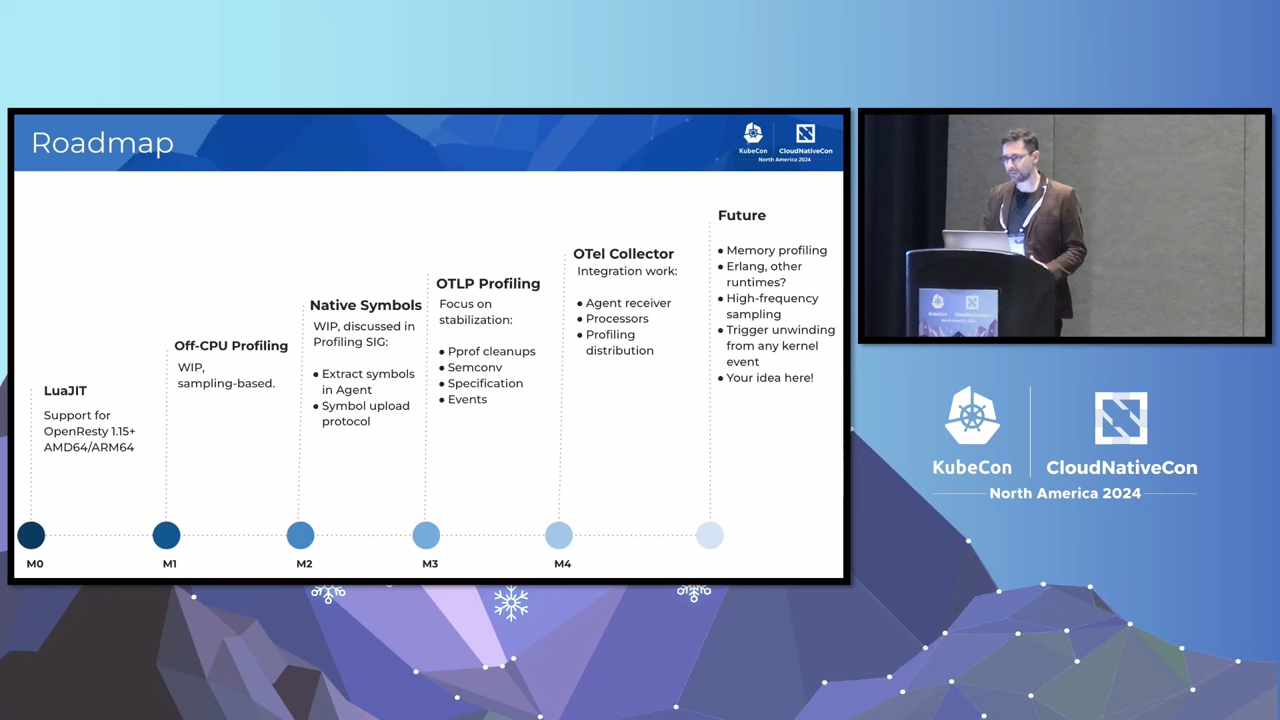 Roadmap
KubeCon
CloudNativeCon
North America 2024
LuaJIT
Support for
OpenResty 1.15+
AMD64/ARM64
M0
Off-CPU Profiling
WIP,
sampling-based.
M1
Native Symbols
WIP, discussed in
Profiling SIG:
● Extract symbols
in Agent
● Symbol upload
protocol
M2
OTLP Profiling
Focus on
stabilization:
● Pprof cleanups
● Semconv
● Specification
● Events
M3
OTel Collector
Integration work:
● Agent receiver
● Processors
● Profiling
distribution
M4
Future
● Memory profiling
● Erlang, other
runtimes?
● High-frequency
sampling
● Trigger unwinding
from any kernel
event
● Your idea here!
KubeCon
CloudNativeCon
North America 2024